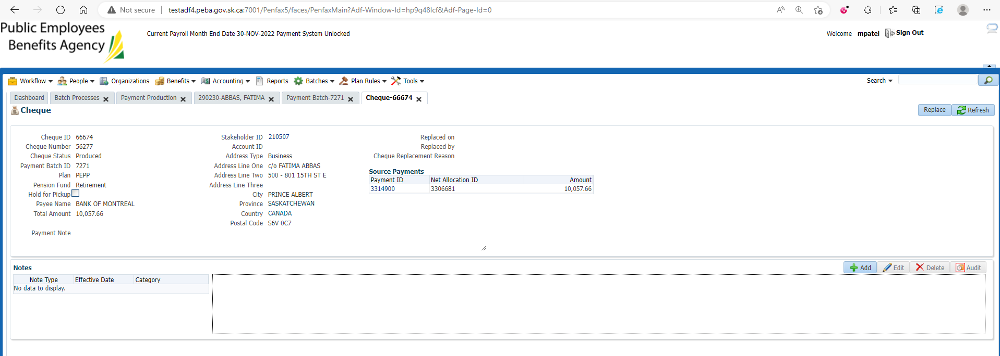 Not secure testadf4.peba.gov.sk.ca:7001/Penfax5/faces/PenfaxMain?Adf-Window-Id=hp9q48lcf&Adf-Page-Id=0
Public Employees
Benefits Agency
Current Payroll Month End Date 30-NOV-2022 Payment System Unlocked
Welcome mpatel Sign Out
Workflow People Organizations Benefits Accounting Reports Batches Plan Rules Tools Search
Dashboard Batch Processes Payment Production 290230-ABBAS, FATIMA Payment Batch-7271 Cheque-66674
Cheque Replace Refresh
Cheque ID 66674
Cheque Number 56277
Cheque Status Produced
Payment Batch ID 7271
Plan PEPP
Pension Fund Retirement
Hold for Pickup
Payee Name BANK OF MONTREAL
Total Amount 10,057.66
Payment Note
Stakeholder ID 210507
Account ID
Address Type Business
Address Line One c/o FATIMA ABBAS
Address Line Two 500 - 801 15TH ST E
Address Line Three
City PRINCE ALBERT
Province SASKATCHEWAN
Country CANADA
Postal Code S6V 0C7
Replaced on
Replaced by
Cheque Replacement Reason
Source Payments
Payment ID Net Allocation ID Amount
3314900 3306681 10,057.66
Notes Add Edit Delete Audit
Note Type Effective Date Category
No data to display.